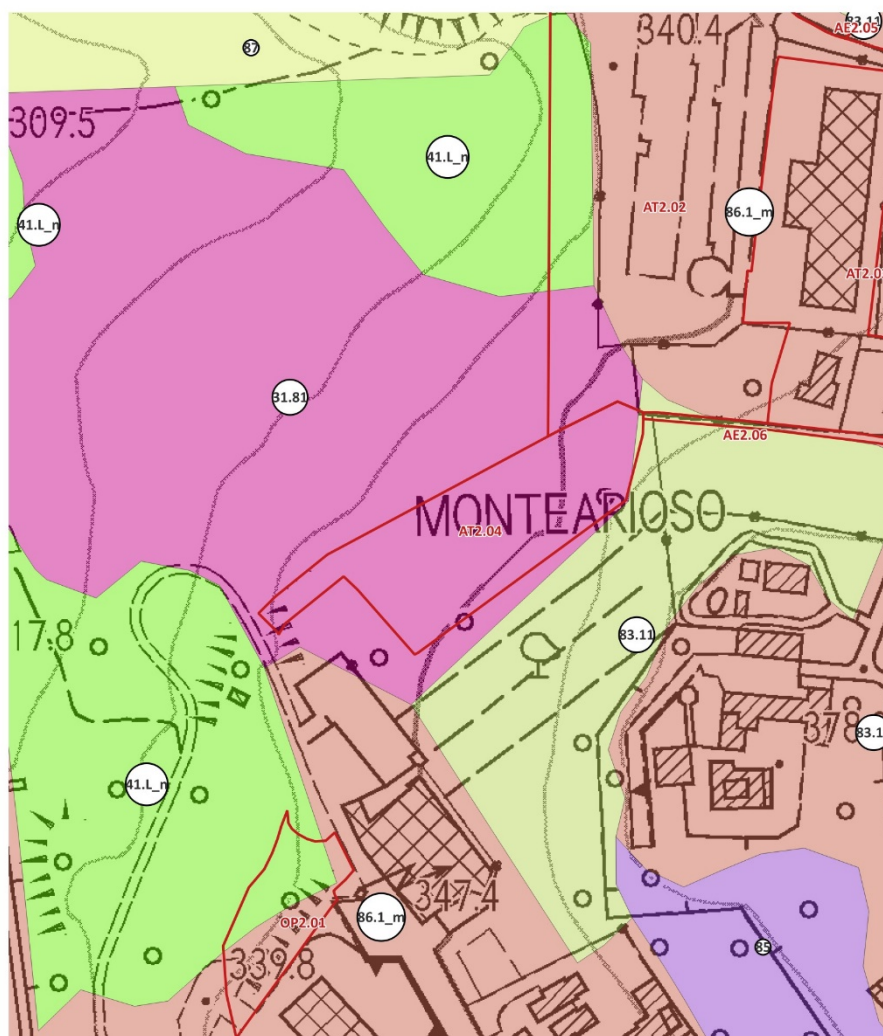 83.11
AE2.05
340.4
87
309.5
41.L_n
41.L_n
AT2.02
86.1_m
AT2.0
31.81
AE2.06
MONTEARIOSO
AT2.04
17.8
83.11
378
83.1
41.L_n
347.4
86.1_m
OP2.01
339.8
85